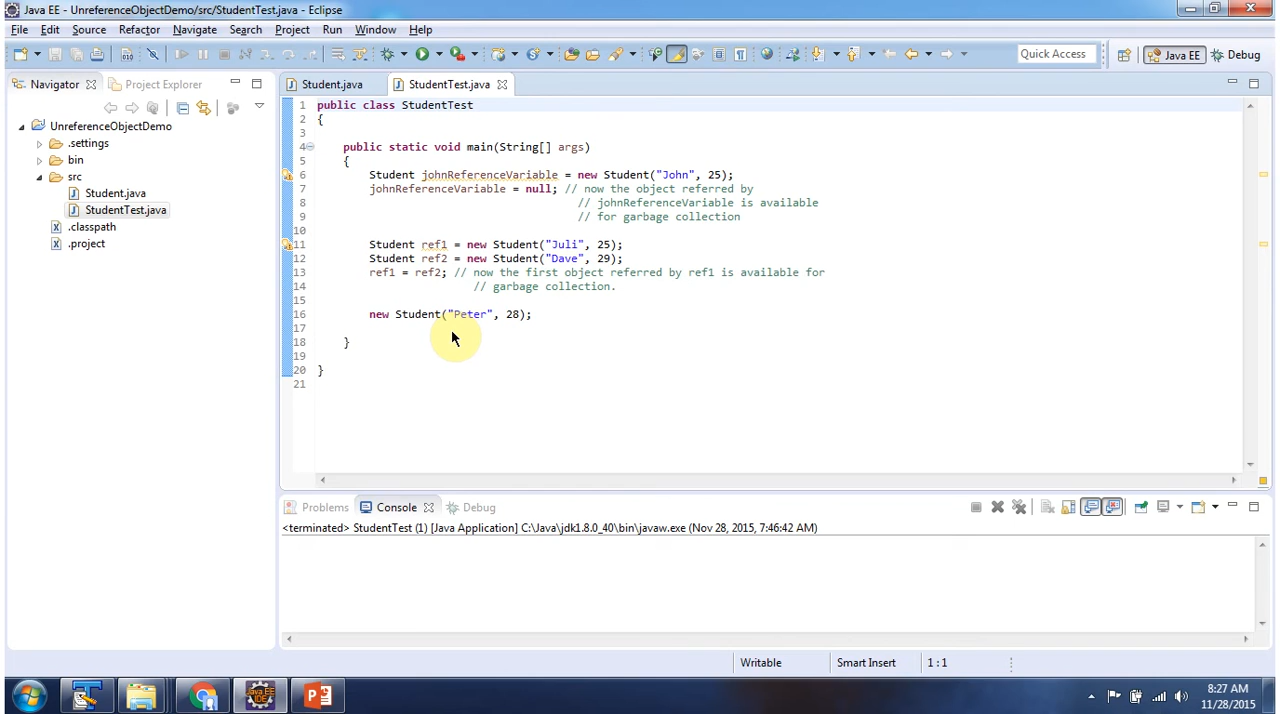 Java EE - UnreferenceObjectDemo/src/StudentTest.java - Eclipse
File Edit Source Refactor Navigate Search Project Run Window Help
Quick Access Java EE Debug
Navigator Project Explorer
UnreferenceObjectDemo
.settings
bin
src
Student.java
StudentTest.java
.classpath
.project
Student.java StudentTest.java
1 public class StudentTest
2 {
3
4 public static void main(String[] args)
5 {
6 Student johnReferenceVariable = new Student("John", 25);
7 johnReferenceVariable = null; // now the object referred by
8 // johnReferenceVariable is available
9 // for garbage collection
10
11 Student ref1 = new Student("Juli", 25);
12 Student ref2 = new Student("Dave", 29);
13 ref1 = ref2; // now the first object referred by ref1 is available for
14 // garbage collection.
15
16 new Student("Peter", 28);
17
18 }
19
20 }
21
Problems Console Debug
<terminated> StudentTest (1) [Java Application] C:\Java\jdk1.8.0_40\bin\javaw.exe (Nov 28, 2015, 7:46:42 AM)
Writable Smart Insert 1 : 1
Java EE IDE
8:27 AM
11/28/2015